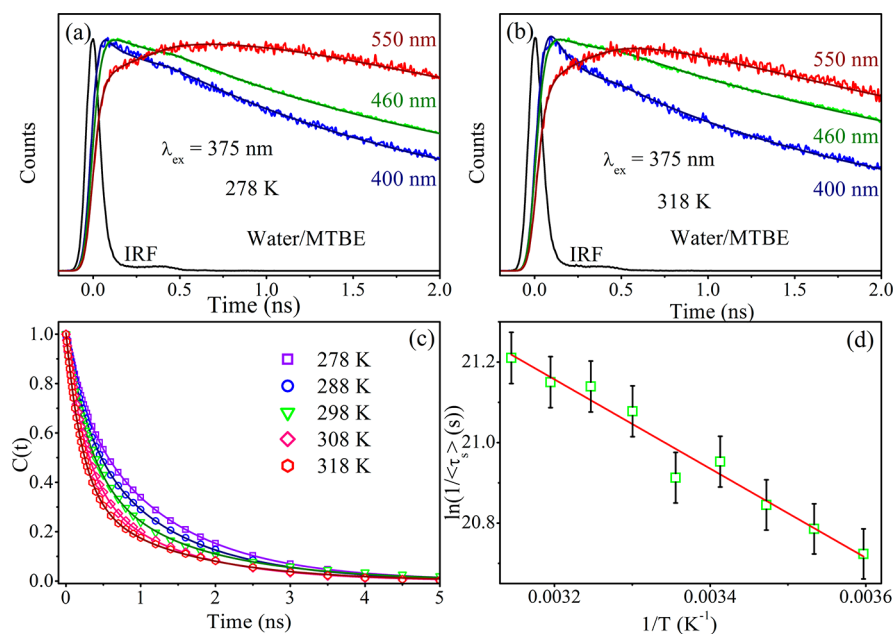 (a)
550 nm
460 nm
400 nm
λex = 375 nm
278 K
Water/MTBE
IRF
Counts
0.0 0.5 1.0 1.5 2.0
Time (ns)
(b)
550 nm
460 nm
400 nm
λex = 375 nm
318 K
Water/MTBE
IRF
Counts
0.0 0.5 1.0 1.5 2.0
Time (ns)
(c)
278 K
288 K
298 K
308 K
318 K
C(t)
1.0
0.8
0.6
0.4
0.2
0.0
0 1 2 3 4 5
Time (ns)
(d)
ln(1/<τs> (s))
21.2
21.0
20.8
0.0032 0.0034 0.0036
1/T (K-1)